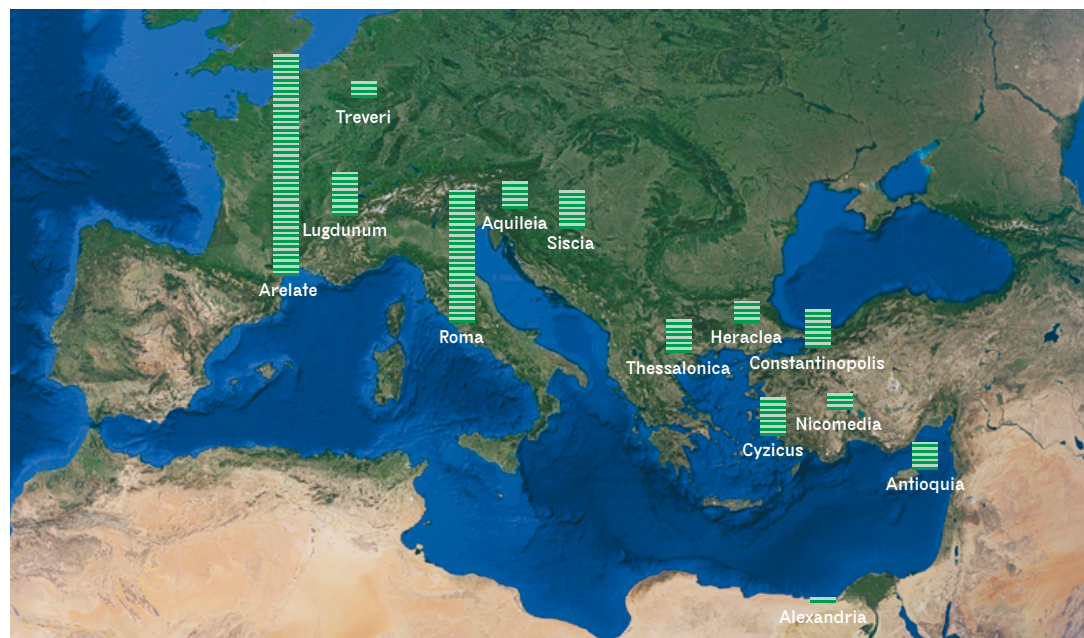 Treveri
Lugdunum
Aquileia
Siscia
Arelate
Roma
Heraclea
Thessalonica
Constantinopolis
Nicomedia
Cyzicus
Antioquia
Alexandria